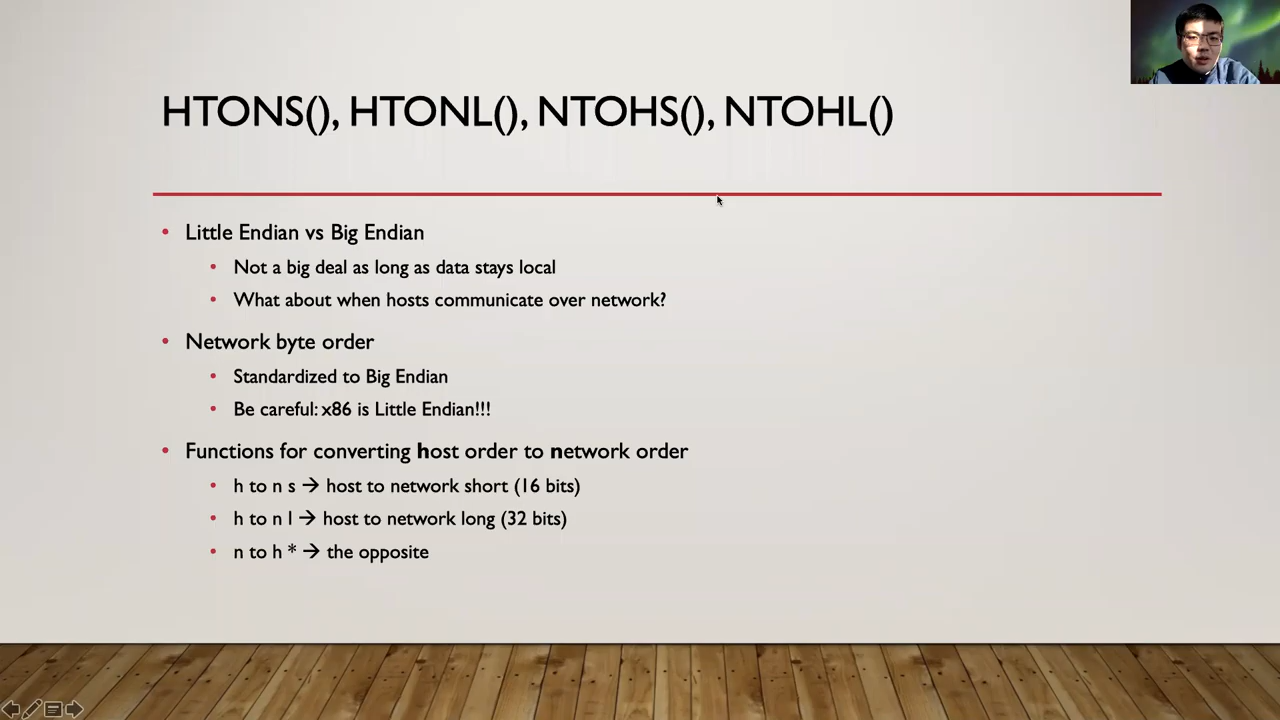 HTONS(), HTONL(), NTOHS(), NTOHL()
• Little Endian vs Big Endian
• Not a big deal as long as data stays local
• What about when hosts communicate over network?
• Network byte order
• Standardized to Big Endian
• Be careful: x86 is Little Endian!!!
• Functions for converting host order to network order
• h to n s → host to network short (16 bits)
• h to n l → host to network long (32 bits)
• n to h * → the opposite